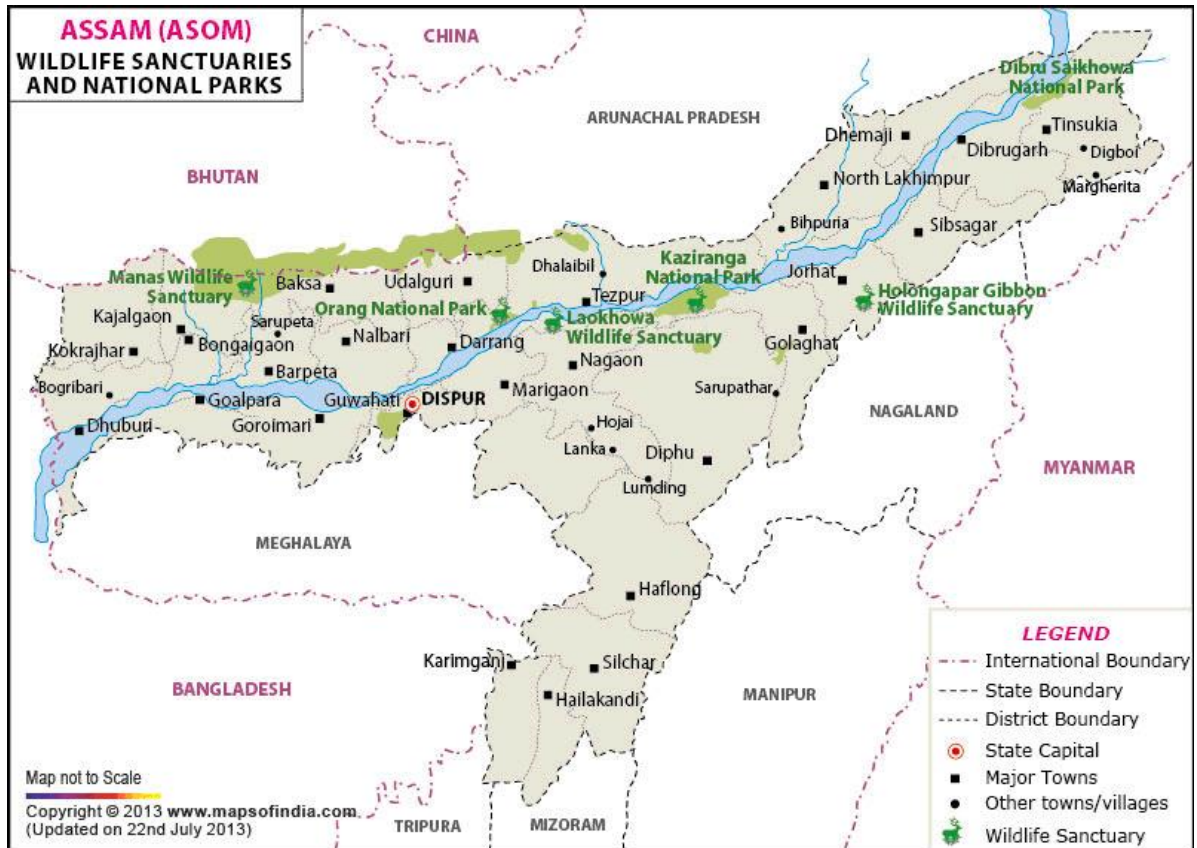 ASSAM (ASOM)
WILDLIFE SANCTUARIES
AND NATIONAL PARKS
CHINA
ARUNACHAL PRADESH
BHUTAN
Dibru Saikhowa
National Park
Dhemaji
Tinsukia
Dibrugarh
Digboi
North Lakhimpur
Margherita
Bihpuria
Sibsagar
Manas Wildlife
Sanctuary
Baksa
Udalguri
Dhalaibil
Kaziranga
National Park
Jorhat
Holongapar Gibbon
Wildlife Sanctuary
Tezpur
Orang National Park
Laokhowa
Wildlife Sanctuary
Kajalgaon
Sarupeta
Bongaigaon
Nalbari
Darrang
Golaghat
Kokrajhar
Nagaon
Barpeta
Marigaon
Sarupathar
Bogribari
Goalpara
Guwahati
DISPUR
Goroimari
Dhuburi
NAGALAND
Hojai
Lanka
Diphu
Lumding
MYANMAR
MEGHALAYA
Haflong
Karimganj
Silchar
Hailakandi
BANGLADESH
MANIPUR
TRIPURA
MIZORAM
LEGEND
International Boundary
State Boundary
District Boundary
State Capital
Major Towns
Other towns/villages
Wildlife Sanctuary
Map not to Scale
Copyright © 2013 www.mapsofindia.com
(Updated on 22nd July 2013)